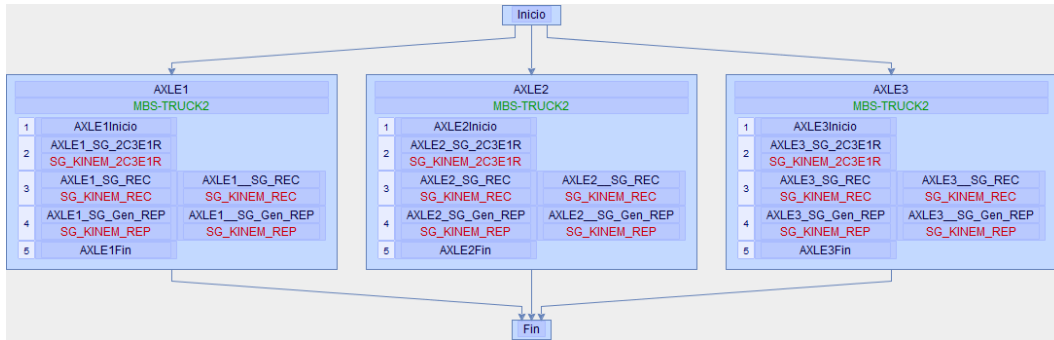 Inicio
AXLE1
MBS-TRUCK2
1 AXLE1Inicio
2 AXLE1_SG_2C3E1R
SG_KINEM_2C3E1R
3 AXLE1_SG_REC AXLE1__SG_REC
SG_KINEM_REC SG_KINEM_REC
4 AXLE1_SG_Gen_REP AXLE1__SG_Gen_REP
SG_KINEM_REP SG_KINEM_REP
5 AXLE1Fin
AXLE2
MBS-TRUCK2
1 AXLE2Inicio
2 AXLE2_SG_2C3E1R
SG_KINEM_2C3E1R
3 AXLE2_SG_REC AXLE2__SG_REC
SG_KINEM_REC SG_KINEM_REC
4 AXLE2_SG_Gen_REP AXLE2__SG_Gen_REP
SG_KINEM_REP SG_KINEM_REP
5 AXLE2Fin
AXLE3
MBS-TRUCK2
1 AXLE3Inicio
2 AXLE3_SG_2C3E1R
SG_KINEM_2C3E1R
3 AXLE3_SG_REC AXLE3__SG_REC
SG_KINEM_REC SG_KINEM_REC
4 AXLE3_SG_Gen_REP AXLE3__SG_Gen_REP
SG_KINEM_REP SG_KINEM_REP
5 AXLE3Fin
Fin